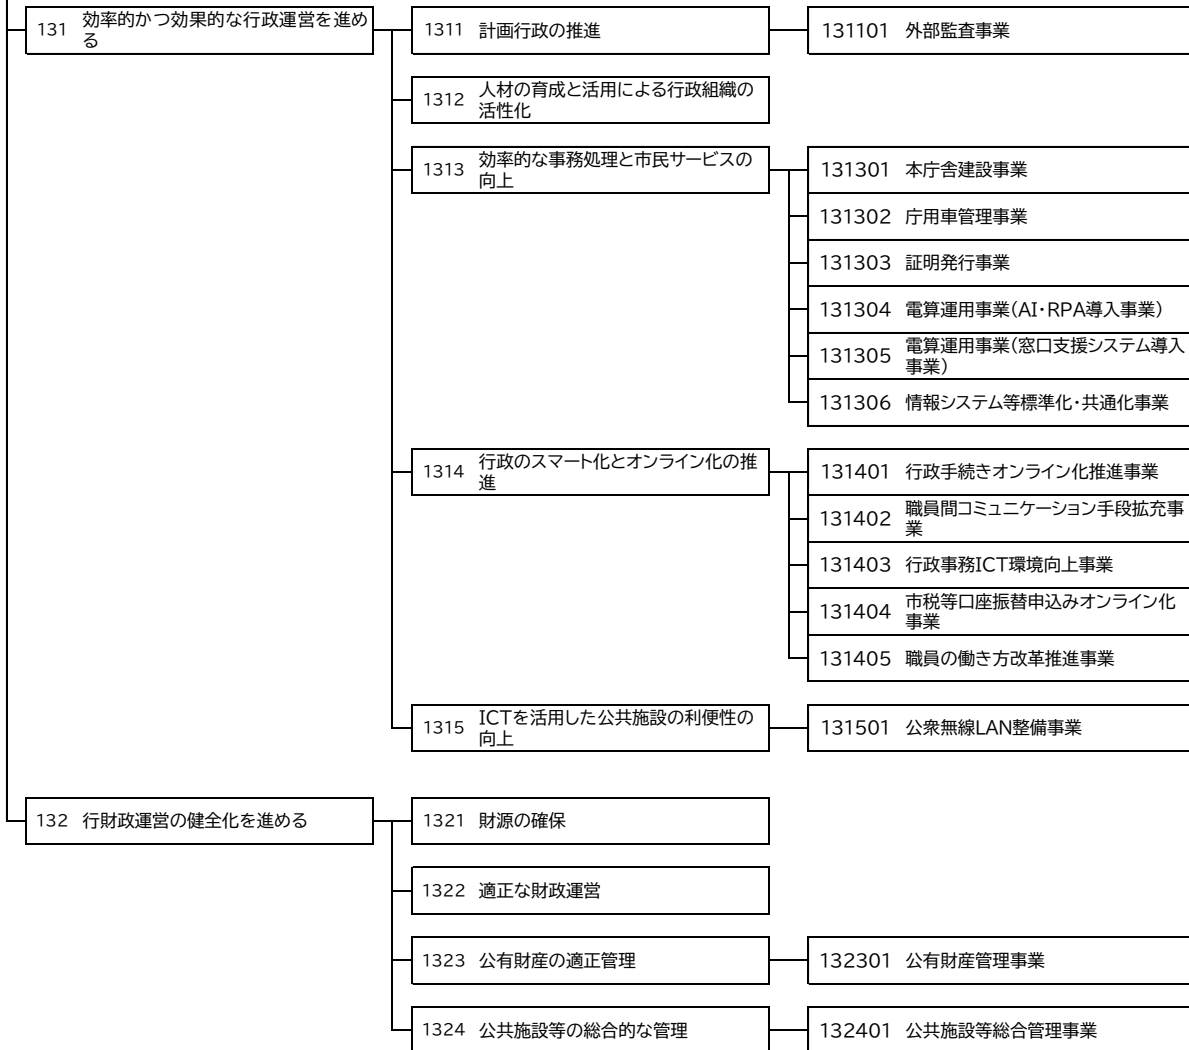 131 効率的かつ効果的な行政運営を進め
る
1311 計画行政の推進
131101 外部監査事業
1312 人材の育成と活用による行政組織の
活性化
1313 効率的な事務処理と市民サービスの
向上
131301 本庁舎建設事業
131302 庁用車管理事業
131303 証明発行事業
131304 電算運用事業(AI・RPA導入事業)
131305 電算運用事業(窓口支援システム導入
事業)
131306 情報システム等標準化・共通化事業
1314 行政のスマート化とオンライン化の推
進
131401 行政手続きオンライン化推進事業
131402 職員間コミュニケーション手段拡充事
業
131403 行政事務ICT環境向上事業
131404 市税等口座振替申込みオンライン化
事業
131405 職員の働き方改革推進事業
1315 ICTを活用した公共施設の利便性の
向上
131501 公衆無線LAN整備事業
132 行財政運営の健全化を進める
1321 財源の確保
1322 適正な財政運営
1323 公有財産の適正管理
132301 公有財産管理事業
1324 公共施設等の総合的な管理
132401 公共施設等総合管理事業